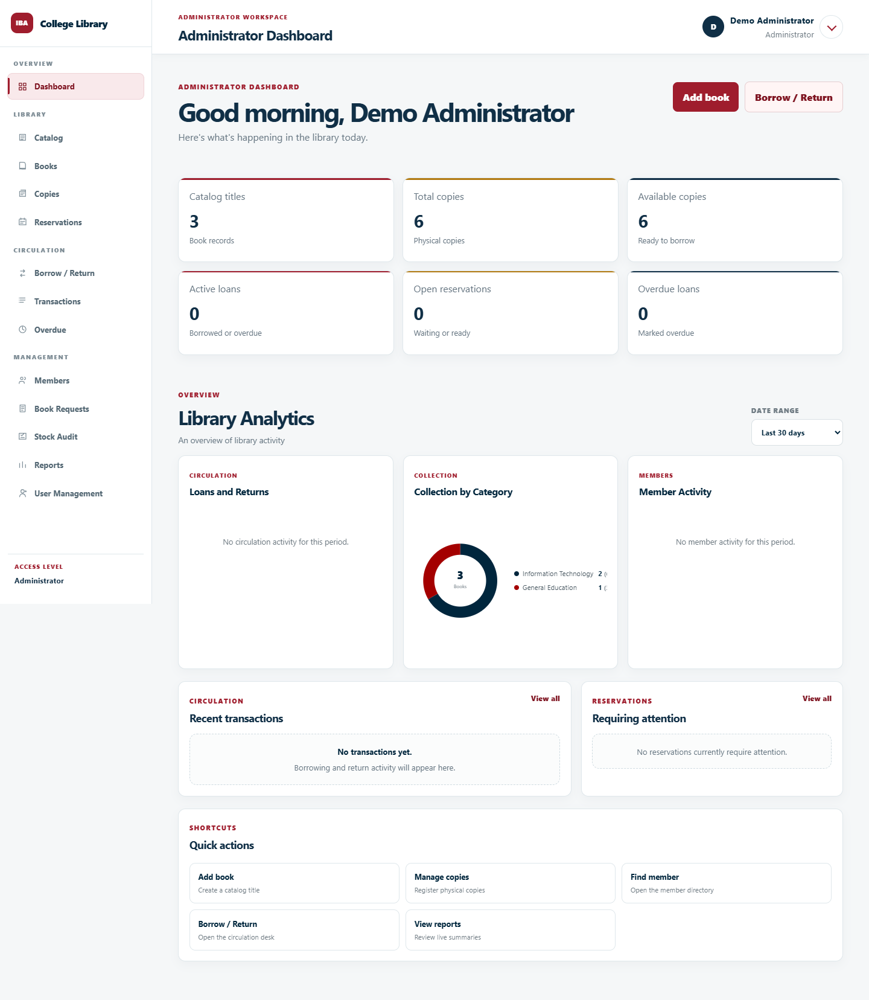 IBA
College Library
OVERVIEW
Dashboard
LIBRARY
Catalog
Books
Copies
Reservations
CIRCULATION
Borrow / Return
Transactions
Overdue
MANAGEMENT
Members
Book Requests
Stock Audit
Reports
User Management
ACCESS LEVEL
Administrator
ADMINISTRATOR WORKSPACE
Administrator Dashboard
D
Demo Administrator
Administrator
ADMINISTRATOR DASHBOARD
Good morning, Demo Administrator
Here's what's happening in the library today.
Add book
Borrow / Return
Catalog titles
3
Book records
Total copies
6
Physical copies
Available copies
6
Ready to borrow
Active loans
0
Borrowed or overdue
Open reservations
0
Waiting or ready
Overdue loans
0
Marked overdue
OVERVIEW
Library Analytics
An overview of library activity
DATE RANGE
Last 30 days
CIRCULATION
Loans and Returns
No circulation activity for this period.
COLLECTION
Collection by Category
3
Books
Information Technology 2
General Education 1
MEMBERS
Member Activity
No member activity for this period.
CIRCULATION
View all
Recent transactions
No transactions yet.
Borrowing and return activity will appear here.
RESERVATIONS
View all
Requiring attention
No reservations currently require attention.
SHORTCUTS
Quick actions
Add book
Create a catalog title
Manage copies
Register physical copies
Find member
Open the member directory
Borrow / Return
Open the circulation desk
View reports
Review live summaries